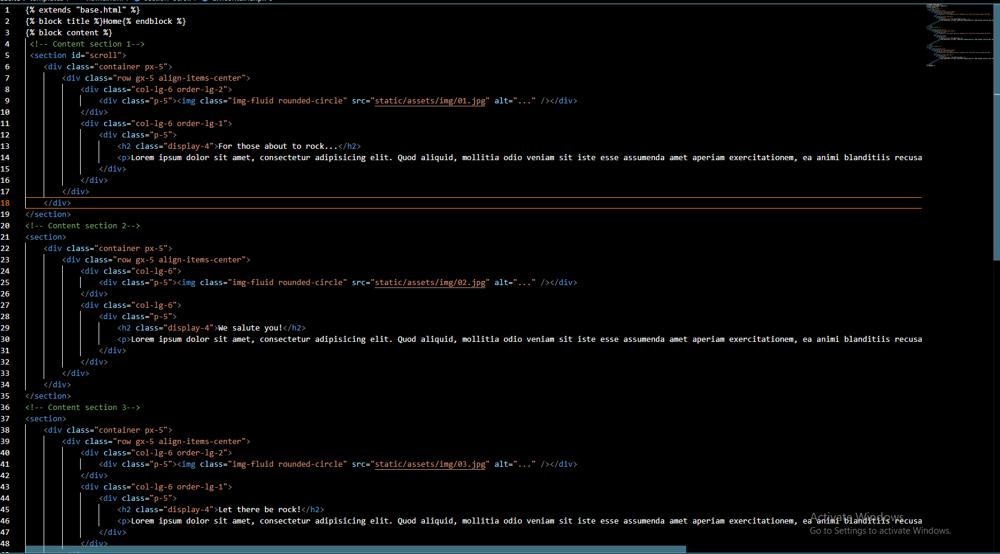 1 {% extends "base.html" %}
2 {% block title %}Home{% endblock %}
3 {% block content %}
4 <!-- Content section 1-->
5 <section id="scroll">
6 <div class="container px-5">
7 <div class="row gx-5 align-items-center">
8 <div class="col-lg-6 order-lg-2">
9 <div class="p-5"><img class="img-fluid rounded-circle" src="static/assets/img/01.jpg" alt="..." /></div>
10 </div>
11 <div class="col-lg-6 order-lg-1">
12 <div class="p-5">
13 <h2 class="display-4">For those about to rock...</h2>
14 <p>Lorem ipsum dolor sit amet, consectetur adipisicing elit. Quod aliquid, mollitia odio veniam sit iste esse assumenda amet aperiam exercitationem, ea animi blanditiis recusa
15 </div>
16 </div>
17 </div>
18 </div>
19 </section>
20 <!-- Content section 2-->
21 <section>
22 <div class="container px-5">
23 <div class="row gx-5 align-items-center">
24 <div class="col-lg-6">
25 <div class="p-5"><img class="img-fluid rounded-circle" src="static/assets/img/02.jpg" alt="..." /></div>
26 </div>
27 <div class="col-lg-6">
28 <div class="p-5">
29 <h2 class="display-4">We salute you!</h2>
30 <p>Lorem ipsum dolor sit amet, consectetur adipisicing elit. Quod aliquid, mollitia odio veniam sit iste esse assumenda amet aperiam exercitationem, ea animi blanditiis recusa
31 </div>
32 </div>
33 </div>
34 </div>
35 </section>
36 <!-- Content section 3-->
37 <section>
38 <div class="container px-5">
39 <div class="row gx-5 align-items-center">
40 <div class="col-lg-6 order-lg-2">
41 <div class="p-5"><img class="img-fluid rounded-circle" src="static/assets/img/03.jpg" alt="..." /></div>
42 </div>
43 <div class="col-lg-6 order-lg-1">
44 <div class="p-5">
45 <h2 class="display-4">Let there be rock!</h2>
46 <p>Lorem ipsum dolor sit amet, consectetur adipisicing elit. Quod aliquid, mollitia odio veniam sit iste esse assumenda amet aperiam exercitationem, ea animi blanditiis recusa
47 </div>
48 </div>
Activate Windows
Go to Settings to activate Windows.